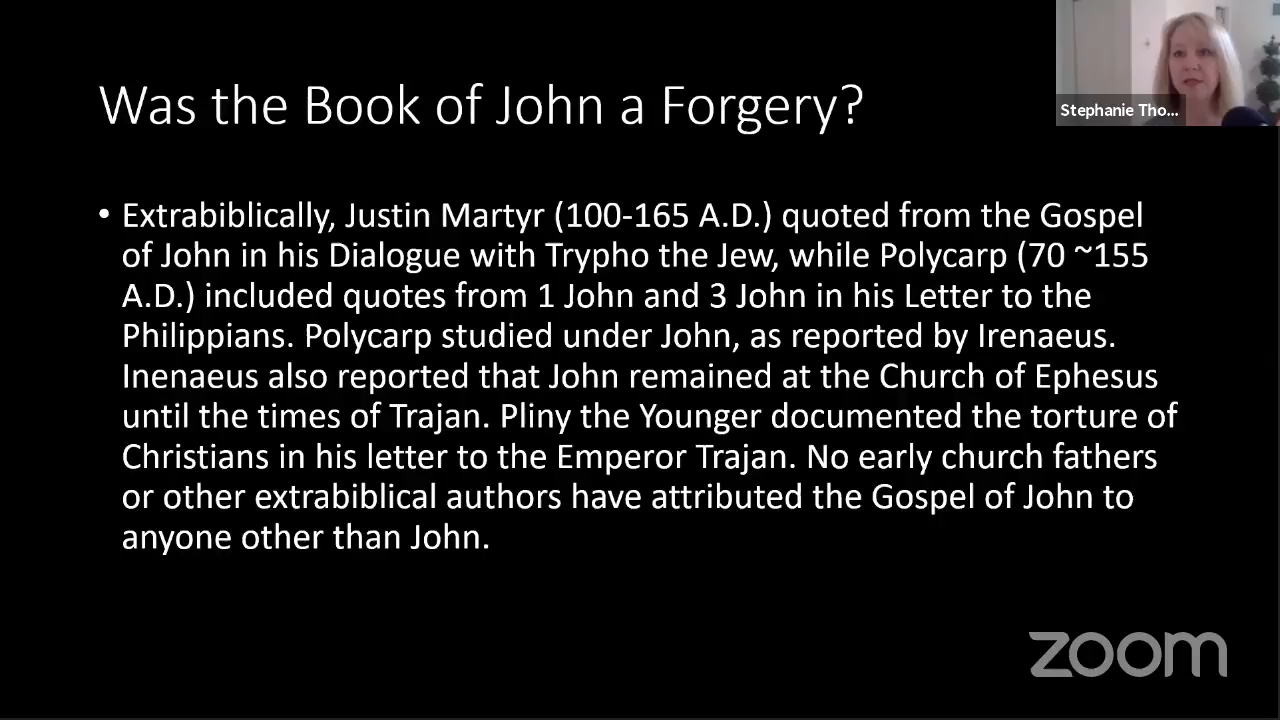 Was the Book of John a Forgery?
Stephanie Tho...
• Extrabiblically, Justin Martyr (100-165 A.D.) quoted from the Gospel
of John in his Dialogue with Trypho the Jew, while Polycarp (70 ~155
A.D.) included quotes from 1 John and 3 John in his Letter to the
Philippians. Polycarp studied under John, as reported by Irenaeus.
Inenaeus also reported that John remained at the Church of Ephesus
until the times of Trajan. Pliny the Younger documented the torture of
Christians in his letter to the Emperor Trajan. No early church fathers
or other extrabiblical authors have attributed the Gospel of John to
anyone other than John.
zoom